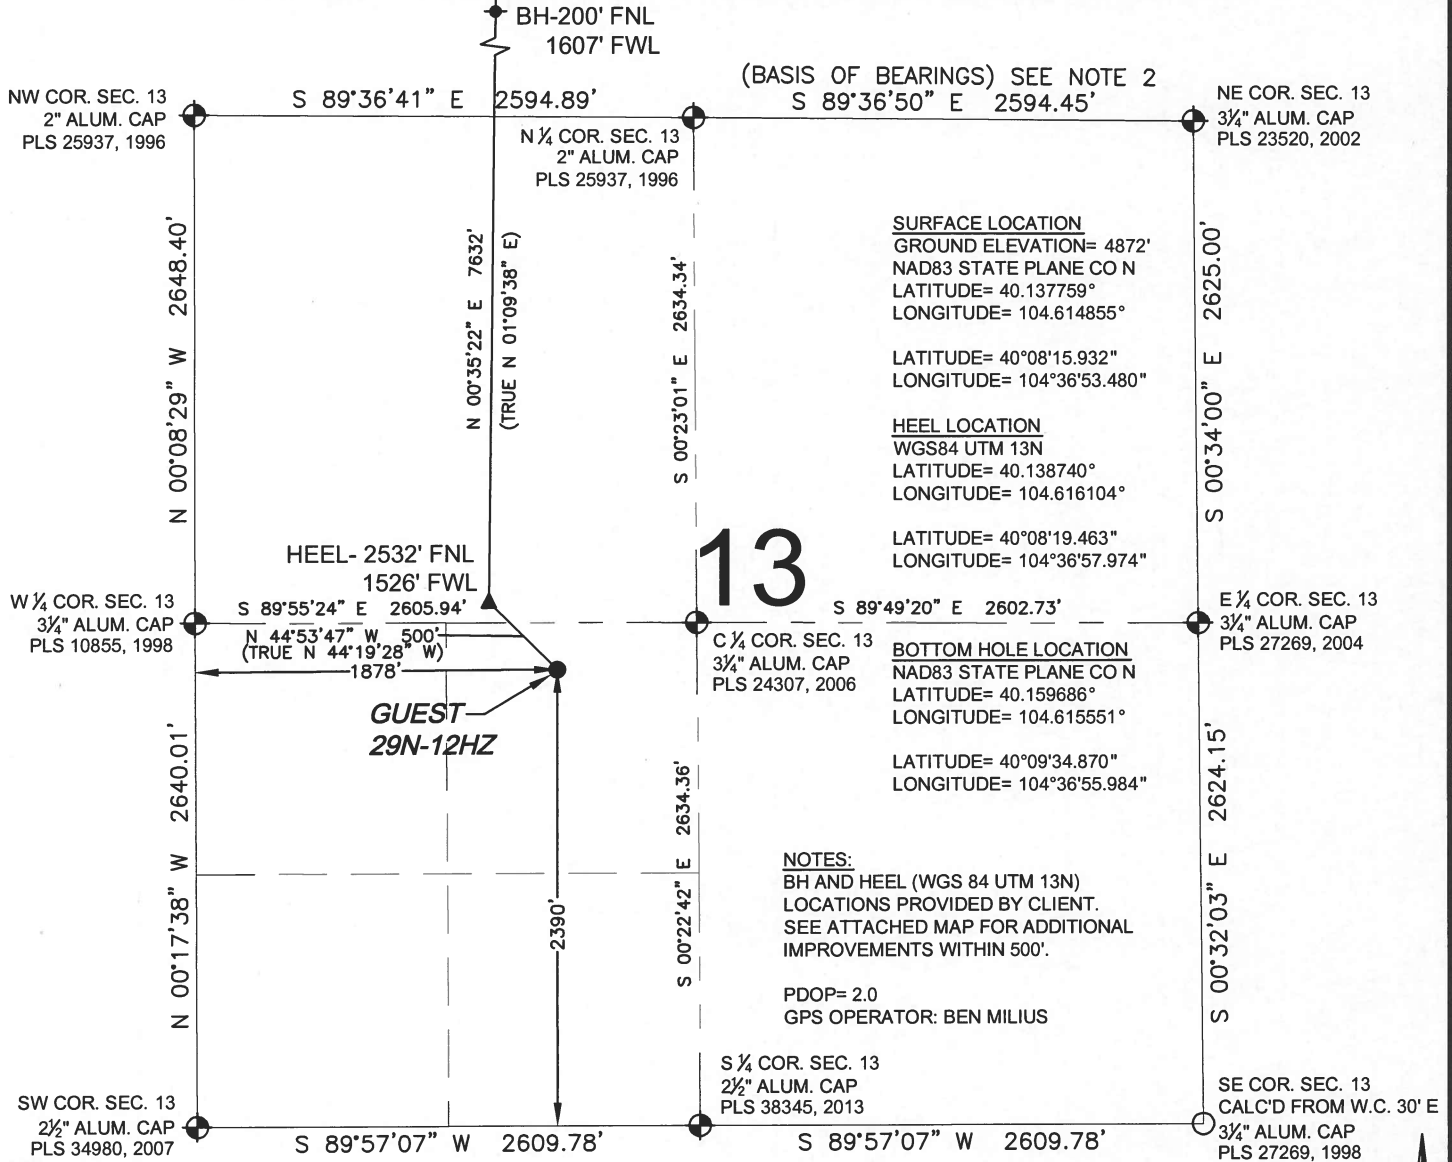 BH-200' FNL
1607' FWL
(BASIS OF BEARINGS) SEE NOTE 2
NW COR. SEC. 13
2" ALUM. CAP
PLS 25937, 1996
S 89°36'41" E 2594.89'
S 89°36'50" E 2594.45'
NE COR. SEC. 13
3¼" ALUM. CAP
PLS 23520, 2002
N ¼ COR. SEC. 13
2" ALUM. CAP
PLS 25937, 1996
N 00°08'29" W 2648.40'
N 00°35'22" E 7632'
(TRUE N 01°09'38" E)
S 00°23'01" E 2634.34'
SURFACE LOCATION
GROUND ELEVATION= 4872'
NAD83 STATE PLANE CO N
LATITUDE= 40.137759°
LONGITUDE= 104.614855°
LATITUDE= 40°08'15.932"
LONGITUDE= 104°36'53.480"
HEEL LOCATION
WGS84 UTM 13N
LATITUDE= 40.138740°
LONGITUDE= 104.616104°
LATITUDE= 40°08'19.463"
LONGITUDE= 104°36'57.974"
S 00°34'00" E 2625.00'
HEEL- 2532' FNL
1526' FWL
13
W ¼ COR. SEC. 13
3¼" ALUM. CAP
PLS 10855, 1998
S 89°55'24" E 2605.94'
N 44°53'47" W 500'
(TRUE N 44°19'28" W)
1878'
S 89°49'20" E 2602.73'
E ¼ COR. SEC. 13
3¼" ALUM. CAP
PLS 27269, 2004
C ¼ COR. SEC. 13
3¼" ALUM. CAP
PLS 24307, 2006
GUEST
29N-12HZ
BOTTOM HOLE LOCATION
NAD83 STATE PLANE CO N
LATITUDE= 40.159686°
LONGITUDE= 104.615551°
LATITUDE= 40°09'34.870"
LONGITUDE= 104°36'55.984"
N 00°17'38" W 2640.01'
2390'
S 00°22'42" E 2634.36'
S 00°32'03" E 2624.15'
NOTES:
BH AND HEEL (WGS 84 UTM 13N)
LOCATIONS PROVIDED BY CLIENT.
SEE ATTACHED MAP FOR ADDITIONAL
IMPROVEMENTS WITHIN 500'.
PDOP= 2.0
GPS OPERATOR: BEN MILIUS
SW COR. SEC. 13
2½" ALUM. CAP
PLS 34980, 2007
S 89°57'07" W 2609.78'
S ¼ COR. SEC. 13
2½" ALUM. CAP
PLS 38345, 2013
S 89°57'07" W 2609.78'
SE COR. SEC. 13
CALC'D FROM W.C. 30' E
3¼" ALUM. CAP
PLS 27269, 1998